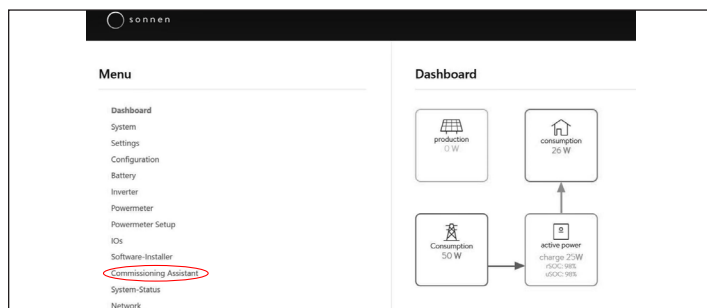 sonnen
Menu
Dashboard
System
Settings
Configuration
Battery
Inverter
Powermeter
Powermeter Setup
IOs
Software-Installer
Commissioning Assistant
System-Status
Network
Dashboard
production
0 W
consumption
26 W
Consumption
50 W
active power
charge 25W
rSOC: 98%
uSOC: 98%